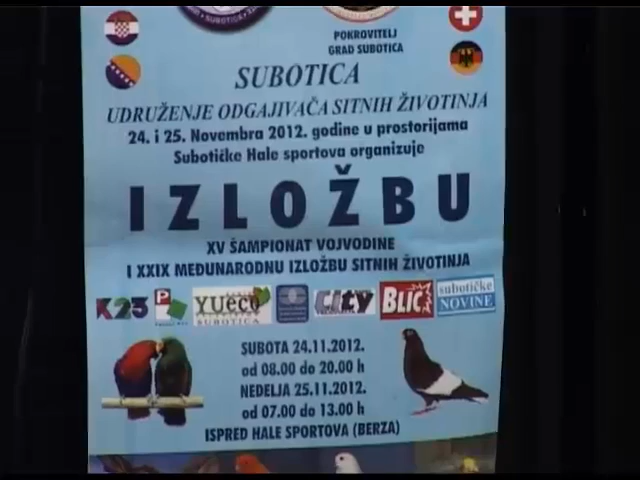 SUBOTICA
POKROVITELJ
GRAD SUBOTICA
SUBOTICA
UDRUŽENJE ODGAJIVAČA SITNIH ŽIVOTINJA
24. i 25. Novembra 2012. godine u prostorijama
Subotičke Hale sportova organizuje
IZLOŽBU
XV ŠAMPIONAT VOJVODINE
I XXIX MEĐUNARODNU IZLOŽBU SITNIH ŽIVOTINJA
K23 P YUeco SUBOTICA City BLIC subotičke NOVINE
SUBOTA 24.11.2012.
od 08.00 do 20.00 h
NEDELJA 25.11.2012.
od 07.00 do 13.00 h
ISPRED HALE SPORTOVA (BERZA)